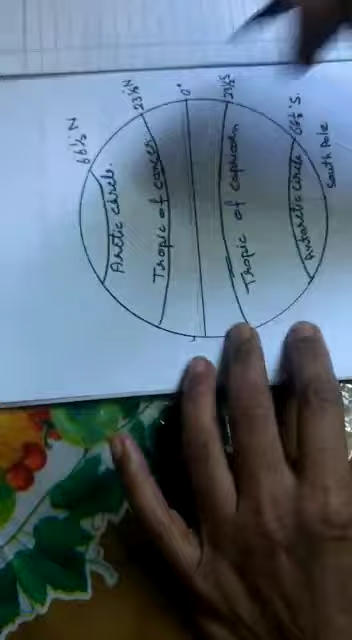 66½ N
23½ N
0°
23½ S
66½ S.
Arctic circle.
Tropic of cancer
Tropic of capricorn
Antarctic circle
South Pole